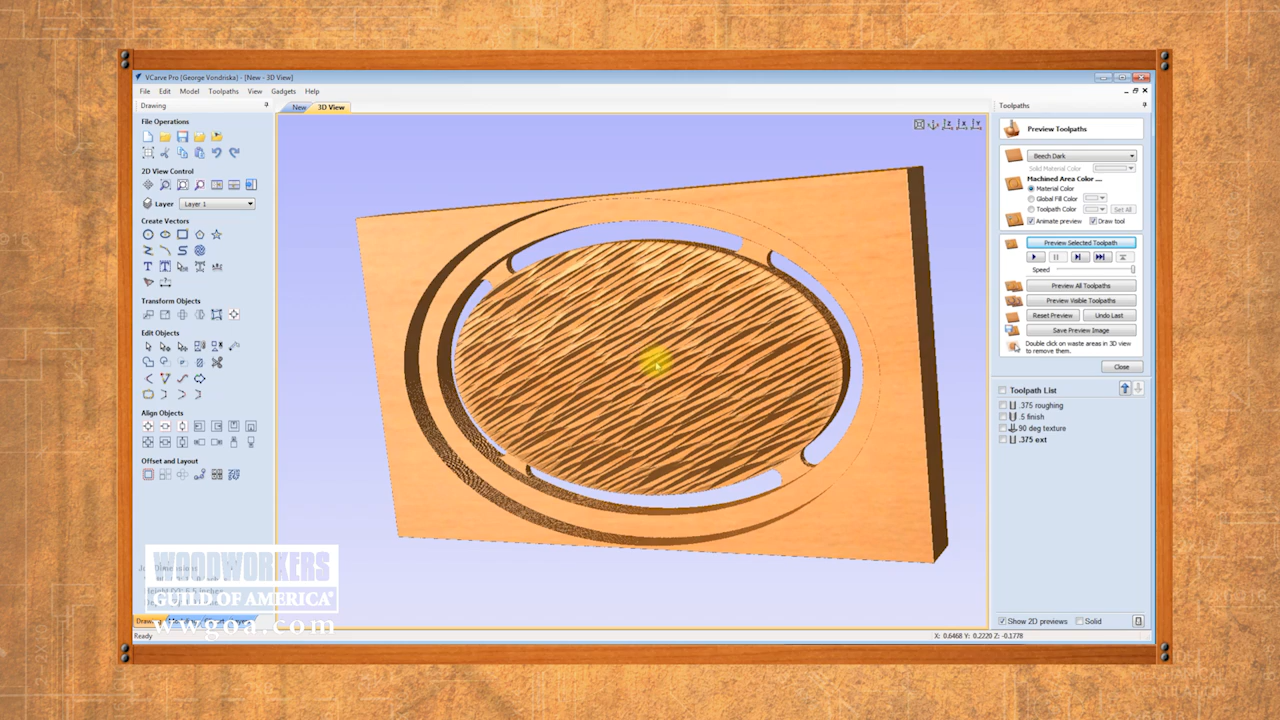 VCarve Pro (George Vondriska) - [New - 3D View]
File Edit Model Toolpaths View Gadgets Help
Drawing
New 3D View
Toolpaths
File Operations
2D View Control
Layer Layer 1
Create Vectors
Transform Objects
Edit Objects
Align Objects
Offset and Layout
Ready
Preview Toolpaths
Beech Dark
Solid Material Color
Machined Area Color ....
Material Color
Global Fill Color
Toolpath Color Set All
Animate preview Draw tool
Preview Selected Toolpath
Speed
Preview All Toolpaths
Preview Visible Toolpaths
Reset Preview Undo Last
Save Preview Image
Double click on waste areas in 3D view
to remove them.
Close
Toolpath List
.375 roughing
.5 finish
90 deg texture
.375 ext
Show 2D previews Solid
X: 0.6468 Y: 0.2220 Z: -0.1778
WOODWORKERS
GUILD OF AMERICA®
wwgoa.com